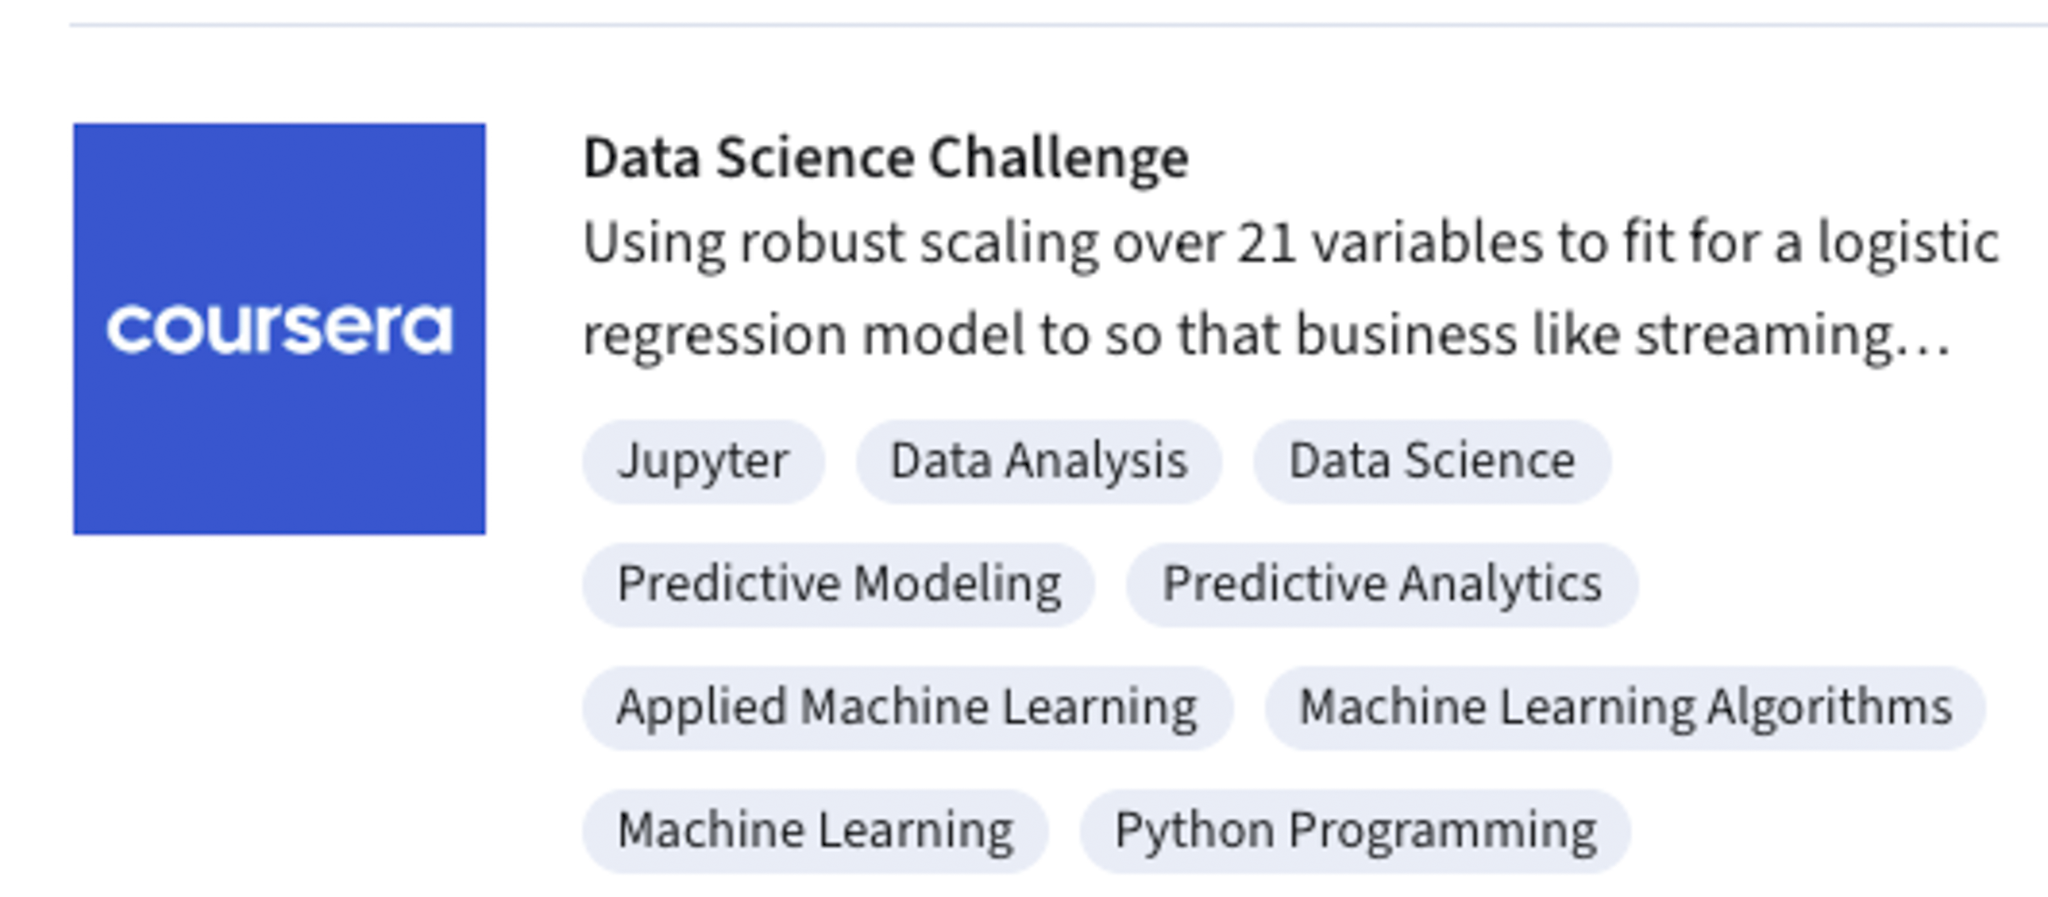 coursera
Data Science Challenge
Using robust scaling over 21 variables to fit for a logistic
regression model to so that business like streaming…
Jupyter Data Analysis Data Science
Predictive Modeling Predictive Analytics
Applied Machine Learning Machine Learning Algorithms
Machine Learning Python Programming